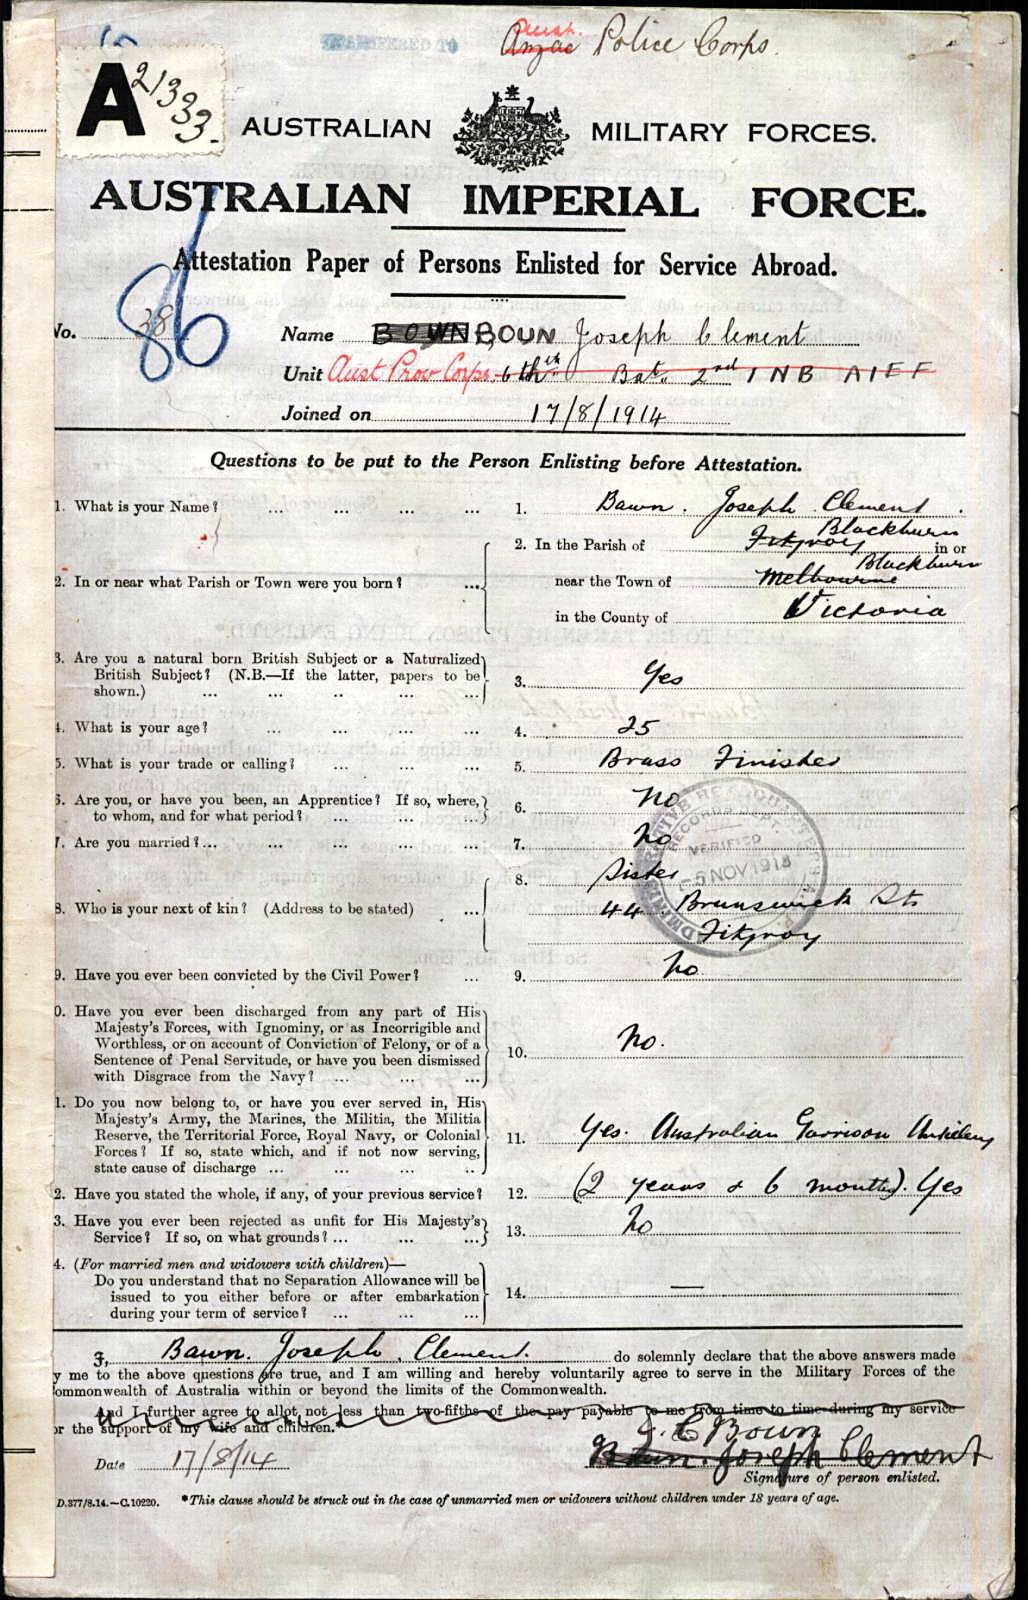 TRANSFERRED TO
Aust.
Anzac Police Corps.
A 21333.
AUSTRALIAN MILITARY FORCES.
AUSTRALIAN IMPERIAL FORCE.
Attestation Paper of Persons Enlisted for Service Abroad.
86
No. 38 Name BOWN BOUN Joseph Clement
Unit Aust Prov Corps. 6th Bat. 2nd INB AIEF
Joined on 17/8/1914
Questions to be put to the Person Enlisting before Attestation.
1. What is your Name? ... ... ... ... 1. Bawn. Joseph Clement.
2. In or near what Parish or Town were you born? ... 2. In the Parish of Fitzroy Blackburn in or
near the Town of Melbourne Blackburn
in the County of Victoria
3. Are you a natural born British Subject or a Naturalized
British Subject? (N.B.—If the latter, papers to be
shown.) ... ... .. ... ... 3. Yes
4. What is your age? ... ... ... ... 4. 25
5. What is your trade or calling? ... ... ... 5. Brass Finisher
6. Are you, or have you been, an Apprentice? If so, where,
to whom, and for what period? ... ... ... 6. No
7. Are you married? ... ... ... ... ... 7. No
8. Who is your next of kin? (Address to be stated) ... 8. Sister
44 Brunswick St
Fitzroy
RECORDS DEPT.
VERIFIED
5 NOV 1914
9. Have you ever been convicted by the Civil Power? ... 9. No
0. Have you ever been discharged from any part of His
Majesty's Forces, with Ignominy, or as Incorrigible and
Worthless, or on account of Conviction of Felony, or of a
Sentence of Penal Servitude, or have you been dismissed
with Disgrace from the Navy? ... ... ... 10. No.
1. Do you now belong to, or have you ever served in, His
Majesty's Army, the Marines, the Militia, the Militia
Reserve, the Territorial Force, Royal Navy, or Colonial
Forces? If so, state which, and if not now serving,
state cause of discharge ... ... ... .. 11. Yes. Australian Garrison Artillery
2. Have you stated the whole, if any, of your previous service? 12. (2 years & 6 months). Yes
3. Have you ever been rejected as unfit for His Majesty's
Service? If so, on what grounds? ... ... ... 13. No
4. (For married men and widowers with children)—
Do you understand that no Separation Allowance will be
issued to you either before or after embarkation
during your term of service? ... ... ... 14. —
I, Bawn. Joseph. Clement. do solemnly declare that the above answers made
y me to the above questions are true, and I am willing and hereby voluntarily agree to serve in the Military Forces of the
ommonwealth of Australia within or beyond the limits of the Commonwealth.
And I further agree to allot not less than two-fifths of the pay payable to me from time to time during my service
or the support of my wife and children.*
J. C Boun
Date 17/8/14 Boun. Joseph Clement
Signature of person enlisted.
D.377/8.14.—C.10220. *This clause should be struck out in the case of unmarried men or widowers without children under 18 years of age.